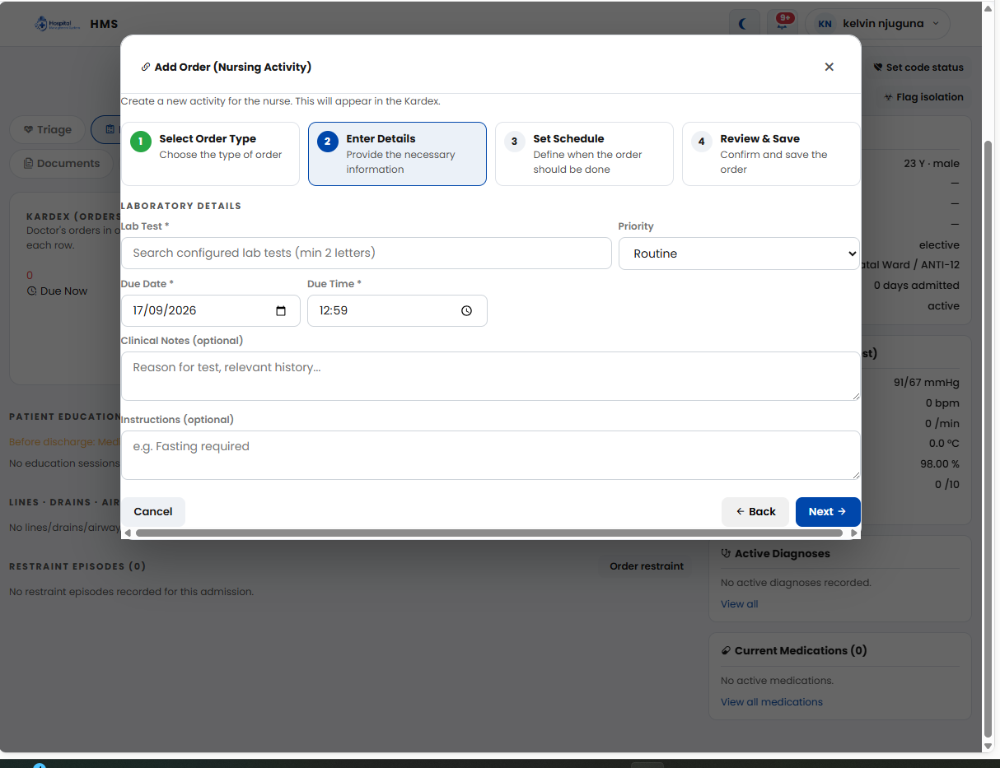 Hospital
Management System
HMS
9+
KN
kelvin njuguna
Set code status
Flag isolation
Triage
Documents
KARDEX (ORDERS
Doctor's orders in o
each row.
0
Due Now
PATIENT EDUCATION
Before discharge: Med
No education sessions
LINES · DRAINS · AIR
No lines/drains/airway
RESTRAINT EPISODES (0)
Order restraint
No restraint episodes recorded for this admission.
Add Order (Nursing Activity)
Create a new activity for the nurse. This will appear in the Kardex.
1
Select Order Type
Choose the type of order
2
Enter Details
Provide the necessary
information
3
Set Schedule
Define when the order
should be done
4
Review & Save
Confirm and save the
order
LABORATORY DETAILS
Lab Test *
Priority
Search configured lab tests (min 2 letters)
Routine
Due Date *
Due Time *
17/09/2026
12:59
Clinical Notes (optional)
Reason for test, relevant history...
Instructions (optional)
e.g. Fasting required
Cancel
← Back
Next →
23 Y · male
—
—
—
elective
atal Ward / ANTI-12
0 days admitted
active
st)
91/67 mmHg
0 bpm
0 /min
0.0 °C
98.00 %
0 /10
Active Diagnoses
No active diagnoses recorded.
View all
Current Medications (0)
No active medications.
View all medications